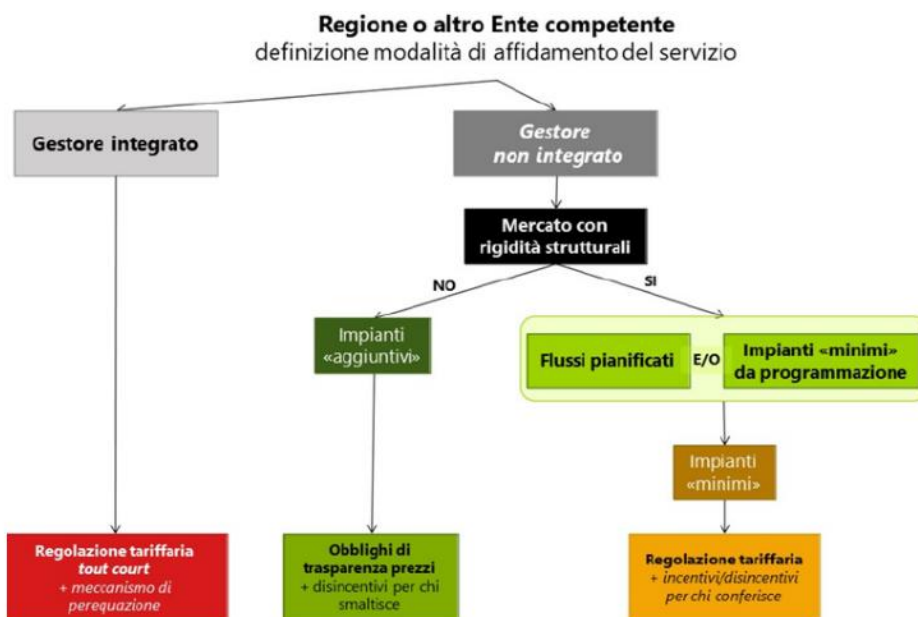 Regione o altro Ente competente
definizione modalità di affidamento del servizio
Gestore integrato
Gestore
non integrato
Mercato con
rigidità strutturali
NO
SI
Impianti
«aggiuntivi»
Flussi pianificati
E/O
Impianti «minimi»
da programmazione
Impianti
«minimi»
Regolazione tariffaria
tout court
+ meccanismo di
perequazione
Obblighi di
trasparenza prezzi
+ disincentivi per chi
smaltisce
Regolazione tariffaria
+ incentivi/disincentivi
per chi conferisce